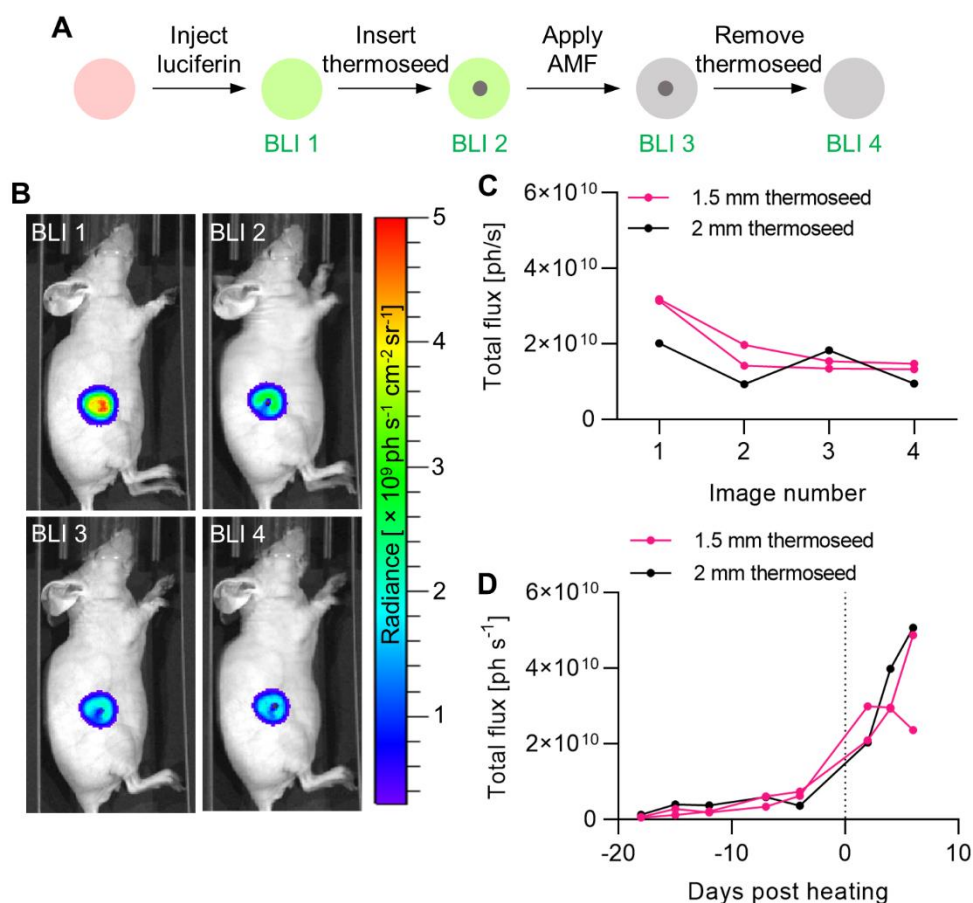 A
Inject
luciferin
Insert
thermoseed
Apply
AMF
Remove
thermoseed
BLI 1
BLI 2
BLI 3
BLI 4
B
BLI 1
BLI 2
BLI 3
BLI 4
5
4
3
2
1
Radiance [ × 10⁹ ph s⁻¹ cm⁻² sr⁻¹]
C
1.5 mm thermoseed
2 mm thermoseed
6×10¹⁰
4×10¹⁰
2×10¹⁰
0
Total flux [ph/s]
1 2 3 4
Image number
D
1.5 mm thermoseed
2 mm thermoseed
6×10¹⁰
4×10¹⁰
2×10¹⁰
0
Total flux [ph s⁻¹]
-20 -10 0 10
Days post heating